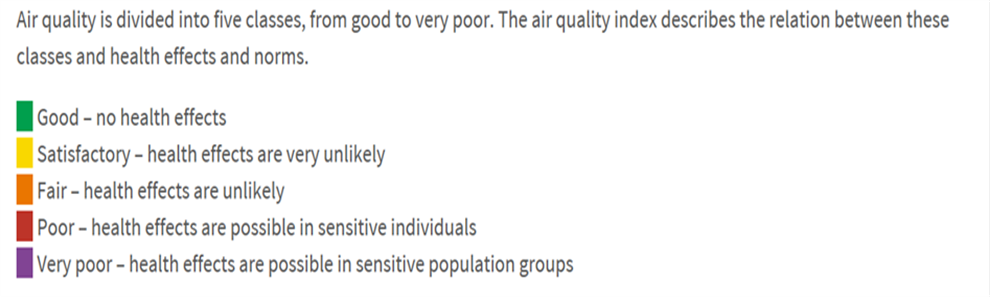 Air quality is divided into five classes, from good to very poor. The air quality index describes the relation between these
classes and health effects and norms.
Good – no health effects
Satisfactory – health effects are very unlikely
Fair – health effects are unlikely
Poor – health effects are possible in sensitive individuals
Very poor – health effects are possible in sensitive population groups